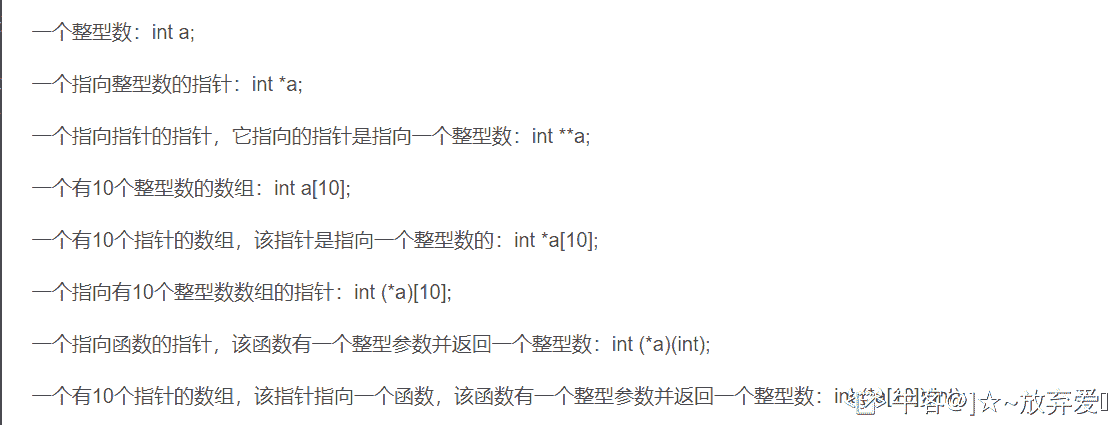 一个整型数：int a;
一个指向整型数的指针：int *a;
一个指向指针的指针，它指向的指针是指向一个整型数：int **a;
一个有10个整型数的数组：int a[10];
一个有10个指针的数组，该指针是指向一个整型数的：int *a[10];
一个指向有10个整型数数组的指针：int (*a)[10];
一个指向函数的指针，该函数有一个整型参数并返回一个整型数：int (*a)(int);
一个有10个指针的数组，该指针指向一个函数，该函数有一个整型参数并返回一个整型数：int (*a[10])(int);
牛客@]☆~放弃爱